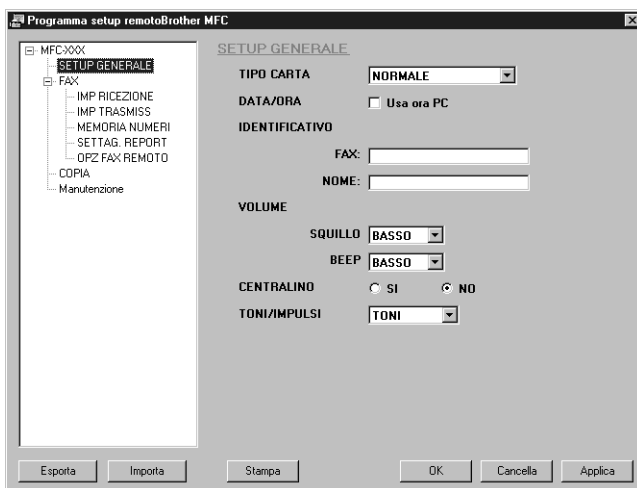 Programma setup remotoBrother MFC
MFC-XXX
SETUP GENERALE
FAX
IMP RICEZIONE
IMP TRASMISS
MEMORIA NUMERI
SETTAG. REPORT
OPZ FAX REMOTO
COPIA
Manutenzione
SETUP GENERALE
TIPO CARTA NORMALE
DATA/ORA Usa ora PC
IDENTIFICATIVO
FAX:
NOME:
VOLUME
SQUILLO BASSO
BEEP BASSO
CENTRALINO SI NO
TONI/IMPULSI TONI
Esporta Importa Stampa OK Cancella Applica